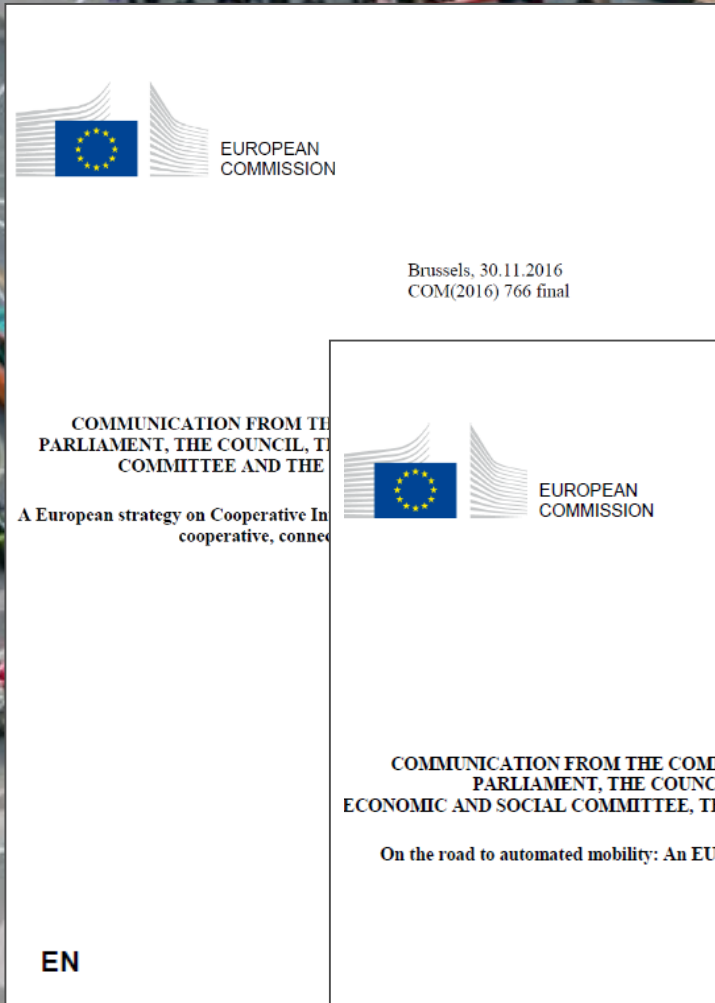 EUROPEAN
COMMISSION
Brussels, 30.11.2016
COM(2016) 766 final
COMMUNICATION FROM TH
PARLIAMENT, THE COUNCIL, T
COMMITTEE AND THE
A European strategy on Cooperative In
cooperative, connec
EN
EUROPEAN
COMMISSION
COMMUNICATION FROM THE COM
PARLIAMENT, THE COUNC
ECONOMIC AND SOCIAL COMMITTEE, T
On the road to automated mobility: An EU